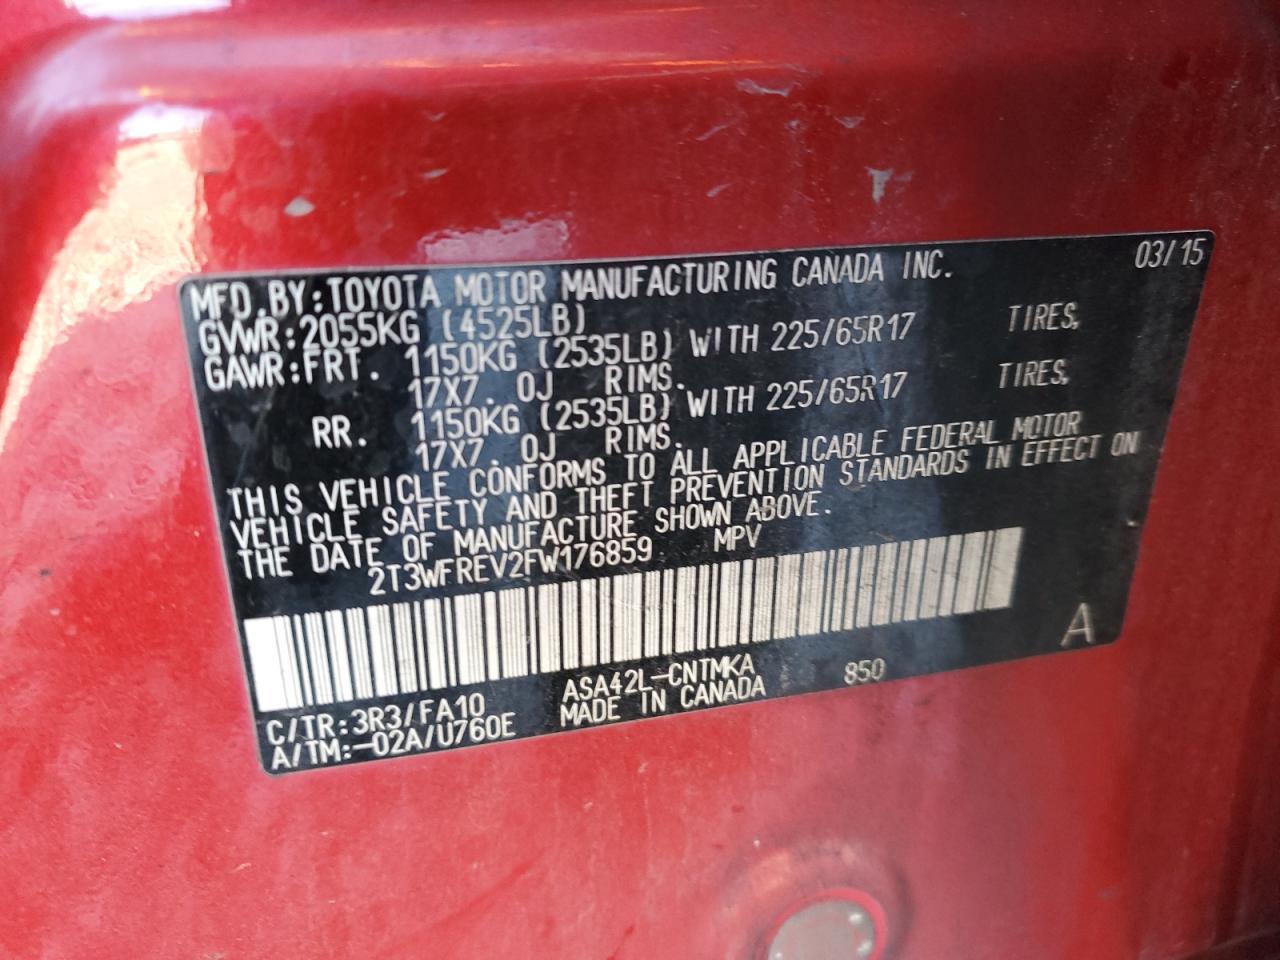 MFD.BY:TOYOTA MOTOR MANUFACTURING CANADA INC. 03/15
GVWR:2055KG (4525LB)
GAWR:FRT. 1150KG (2535LB) WITH 225/65R17 TIRES,
17X7. 0J RIMS.
RR. 1150KG (2535LB) WITH 225/65R17 TIRES,
17X7. 0J RIMS.
THIS VEHICLE CONFORMS TO ALL APPLICABLE FEDERAL MOTOR
VEHICLE SAFETY AND THEFT PREVENTION STANDARDS IN EFFECT ON
THE DATE OF MANUFACTURE SHOWN ABOVE.
2T3WFREV2FW176859 MPV
A
C/TR:3R3/FA10 ASA42L-CNTMKA 850
A/TM:-02A/U760E MADE IN CANADA